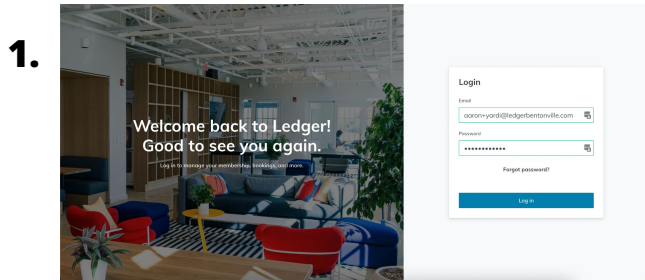 1.
Welcome back to Ledger!
Good to see you again.
Log in to manage your membership, bookings, and more.
Login
Email
aaron+yardi@ledgerbentonville.com
Password
••••••••••••
Forgot password?
Log in